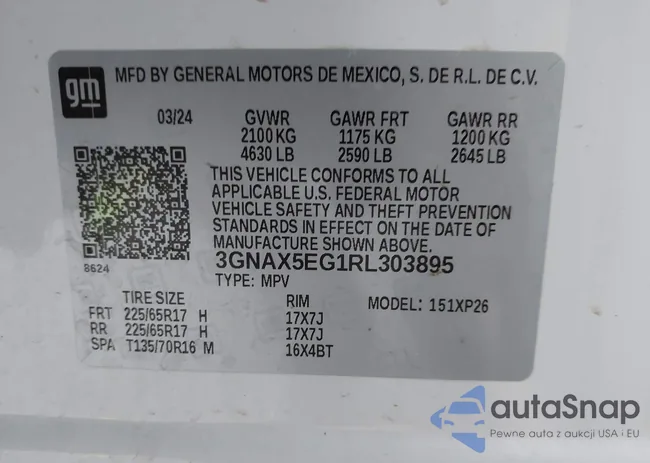 gm
MFD BY GENERAL MOTORS DE MEXICO, S. DE R.L. DE C.V.
03/24 GVWR GAWR FRT GAWR RR
2100 KG 1175 KG 1200 KG
4630 LB 2590 LB 2645 LB
THIS VEHICLE CONFORMS TO ALL
APPLICABLE U.S. FEDERAL MOTOR
VEHICLE SAFETY AND THEFT PREVENTION
STANDARDS IN EFFECT ON THE DATE OF
MANUFACTURE SHOWN ABOVE.
8624
3GNAX5EG1RL303895
TYPE: MPV
TIRE SIZE RIM MODEL: 151XP26
FRT 225/65R17 H 17X7J
RR 225/65R17 H 17X7J
SPA T135/70R16 M 16X4BT
autaSnap
Pewne auta z aukcji USA i EU